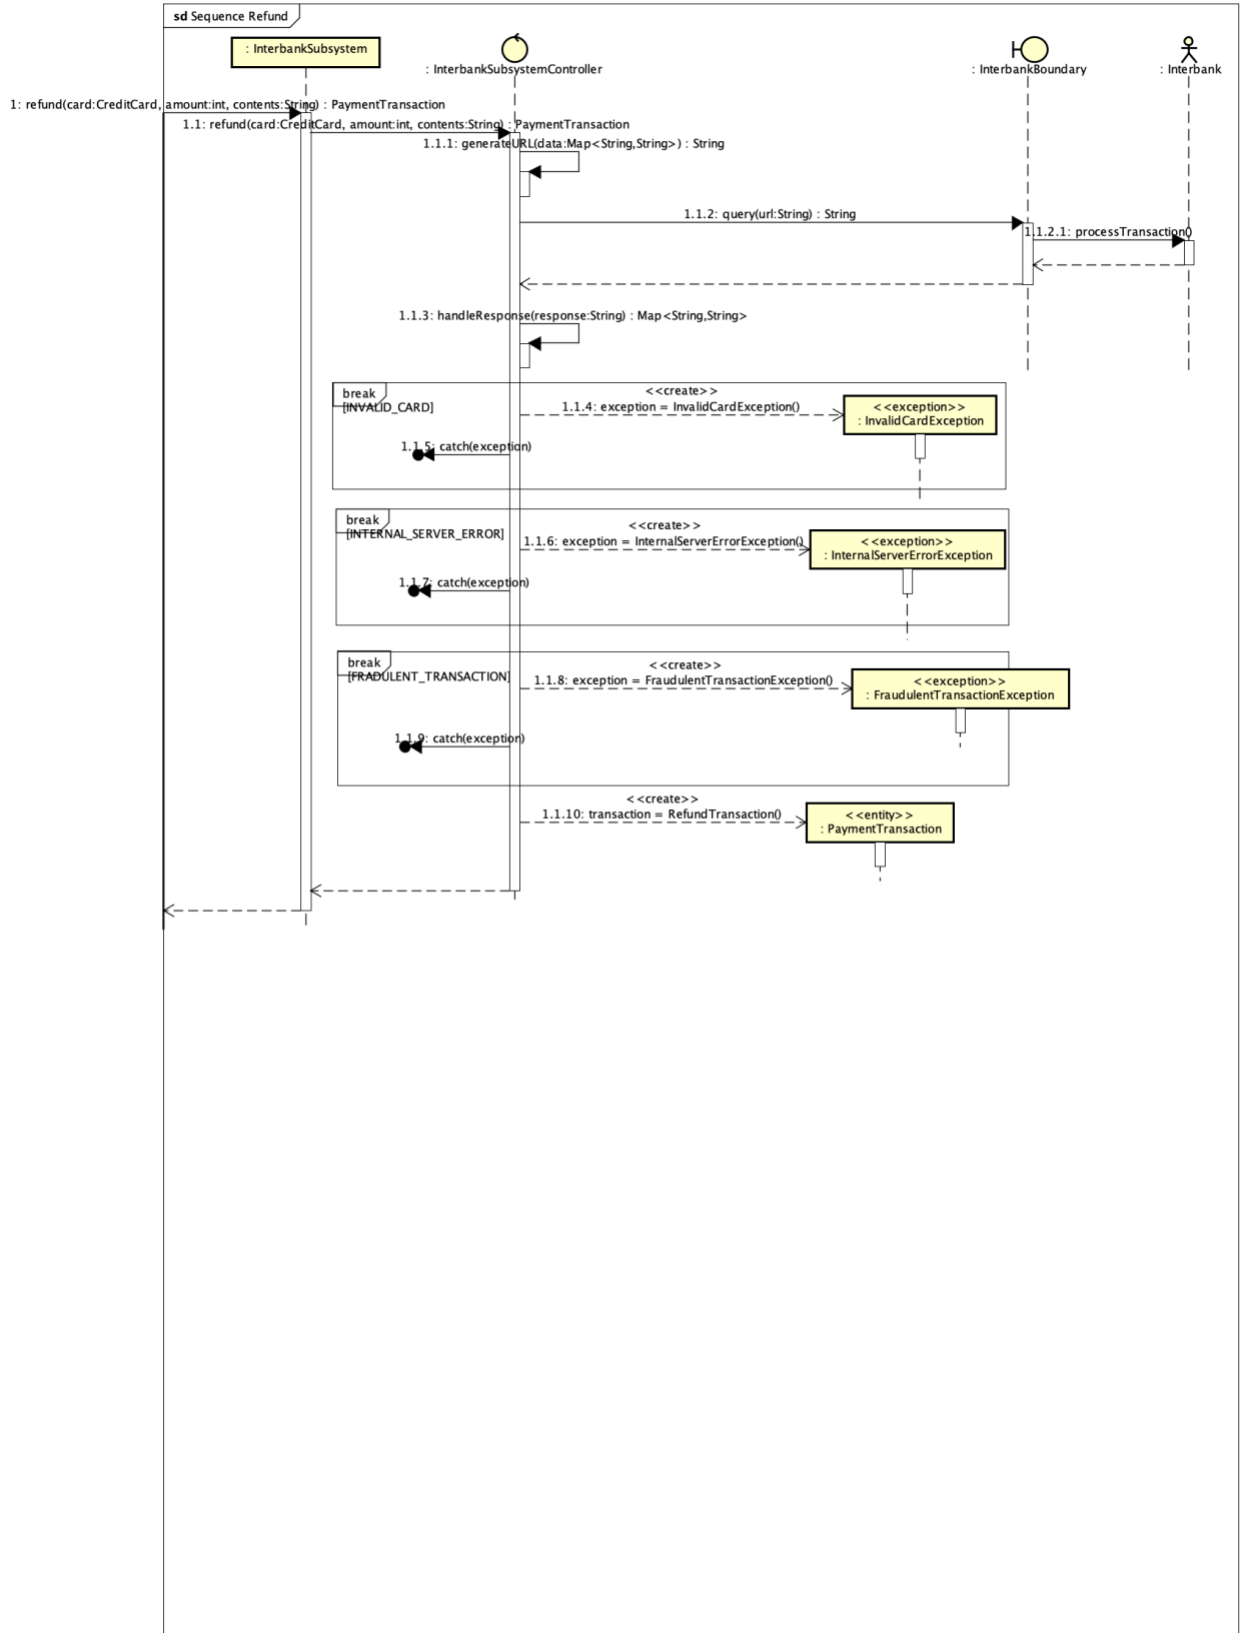 sd Sequence Refund
: InterbankSubsystem
: InterbankSubsystemController
: InterbankBoundary
: Interbank
1: refund(card:CreditCard, amount:int, contents:String) : PaymentTransaction
1.1: refund(card:CreditCard, amount:int, contents:String) : PaymentTransaction
1.1.1: generateURL(data:Map<String,String>) : String
1.1.2: query(url:String) : String
1.1.2.1: processTransaction()
1.1.3: handleResponse(response:String) : Map<String,String>
break
[INVALID_CARD]
<<create>>
1.1.4: exception = InvalidCardException()
<<exception>>
: InvalidCardException
1.1.5: catch(exception)
break
[INTERNAL_SERVER_ERROR]
<<create>>
1.1.6: exception = InternalServerErrorException()
<<exception>>
: InternalServerErrorException
1.1.7: catch(exception)
break
[FRADULENT_TRANSACTION]
<<create>>
1.1.8: exception = FraudulentTransactionException()
<<exception>>
: FraudulentTransactionException
1.1.9: catch(exception)
<<create>>
1.1.10: transaction = RefundTransaction()
<<entity>>
: PaymentTransaction